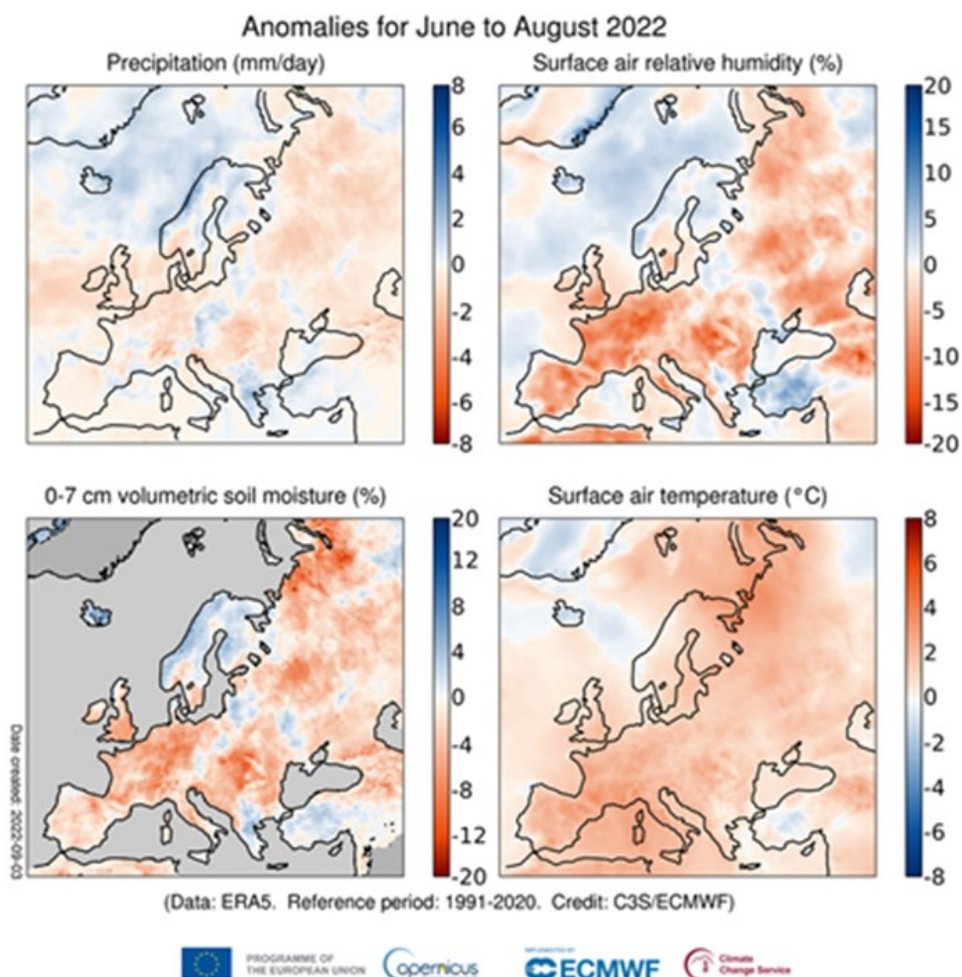 Anomalies for June to August 2022
Precipitation (mm/day)
8
6
4
2
0
-2
-4
-6
-8
Surface air relative humidity (%)
20
15
10
5
0
-5
-10
-15
-20
0-7 cm volumetric soil moisture (%)
20
12
8
4
0
-4
-8
-12
-20
Surface air temperature (°C)
8
6
4
2
0
-2
-4
-6
-8
Date created: 2022-09-03
(Data: ERA5. Reference period: 1991-2020. Credit: C3S/ECMWF)
PROGRAMME OF
THE EUROPEAN UNION
opernicus
IMPLEMENTED BY
ECMWF
Climate
Change Service